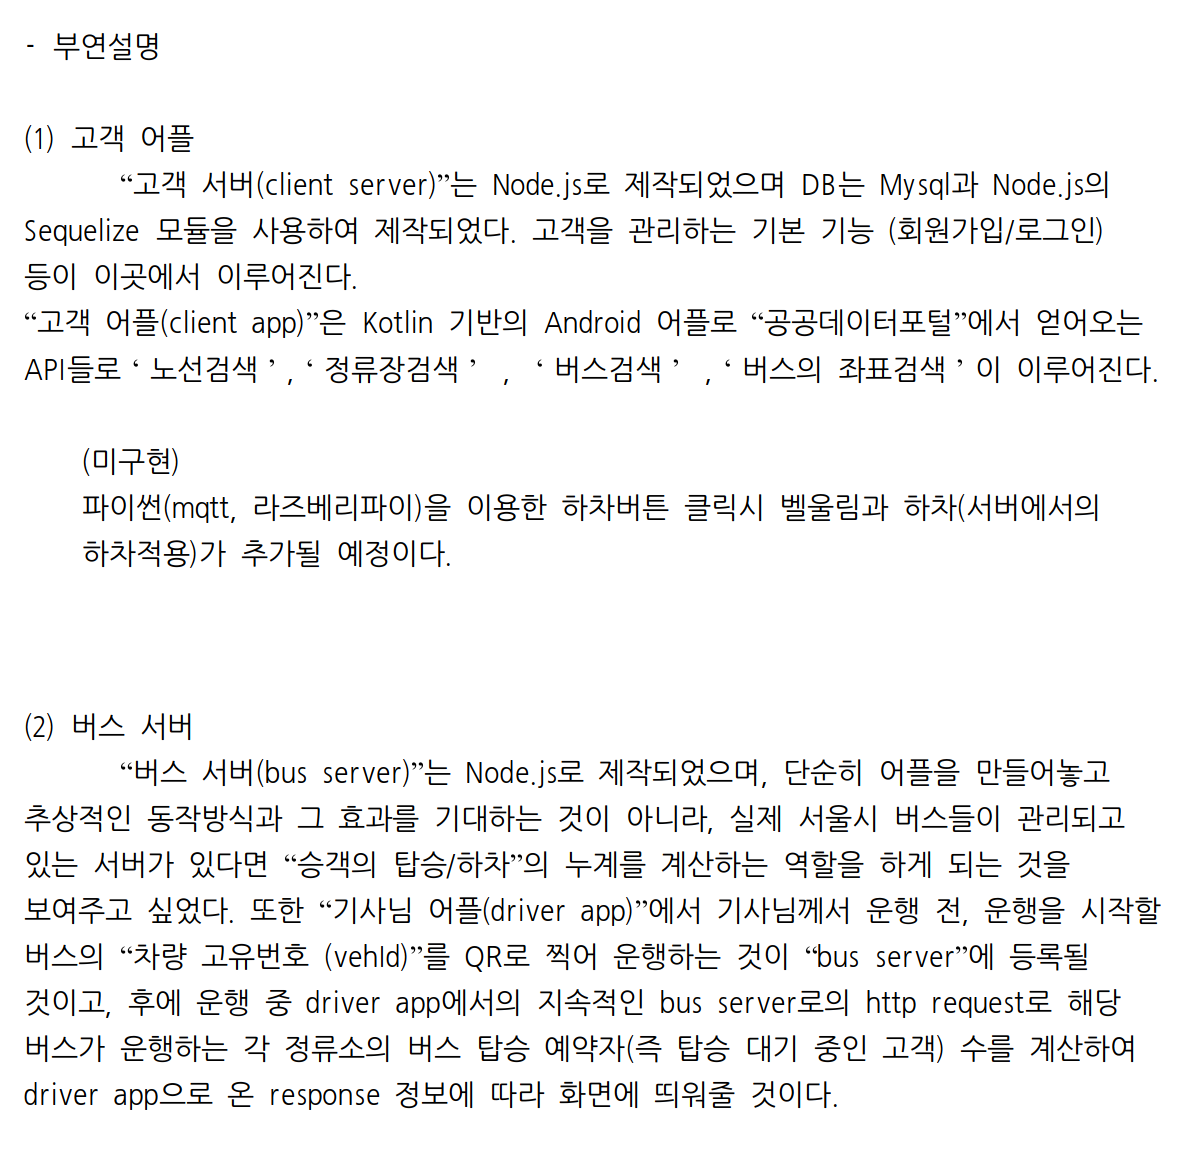 - 부연설명
(1) 고객 어플
“고객 서버(client server)”는 Node.js로 제작되었으며 DB는 Mysql과 Node.js의
Sequelize 모듈을 사용하여 제작되었다. 고객을 관리하는 기본 기능 (회원가입/로그인)
등이 이곳에서 이루어진다.
“고객 어플(client app)”은 Kotlin 기반의 Android 어플로 “공공데이터포털”에서 얻어오는
API들로 ‘ 노선검색 ’ , ‘ 정류장검색 ’ , ‘ 버스검색 ’ , ‘ 버스의 좌표검색 ’ 이 이루어진다.
(미구현)
파이썬(mqtt, 라즈베리파이)을 이용한 하차버튼 클릭시 벨울림과 하차(서버에서의
하차적용)가 추가될 예정이다.
(2) 버스 서버
“버스 서버(bus server)”는 Node.js로 제작되었으며, 단순히 어플을 만들어놓고
추상적인 동작방식과 그 효과를 기대하는 것이 아니라, 실제 서울시 버스들이 관리되고
있는 서버가 있다면 “승객의 탑승/하차”의 누계를 계산하는 역할을 하게 되는 것을
보여주고 싶었다. 또한 “기사님 어플(driver app)”에서 기사님께서 운행 전, 운행을 시작할
버스의 “차량 고유번호 (vehId)”를 QR로 찍어 운행하는 것이 “bus server”에 등록될
것이고, 후에 운행 중 driver app에서의 지속적인 bus server로의 http request로 해당
버스가 운행하는 각 정류소의 버스 탑승 예약자(즉 탑승 대기 중인 고객) 수를 계산하여
driver app으로 온 response 정보에 따라 화면에 띄워줄 것이다.